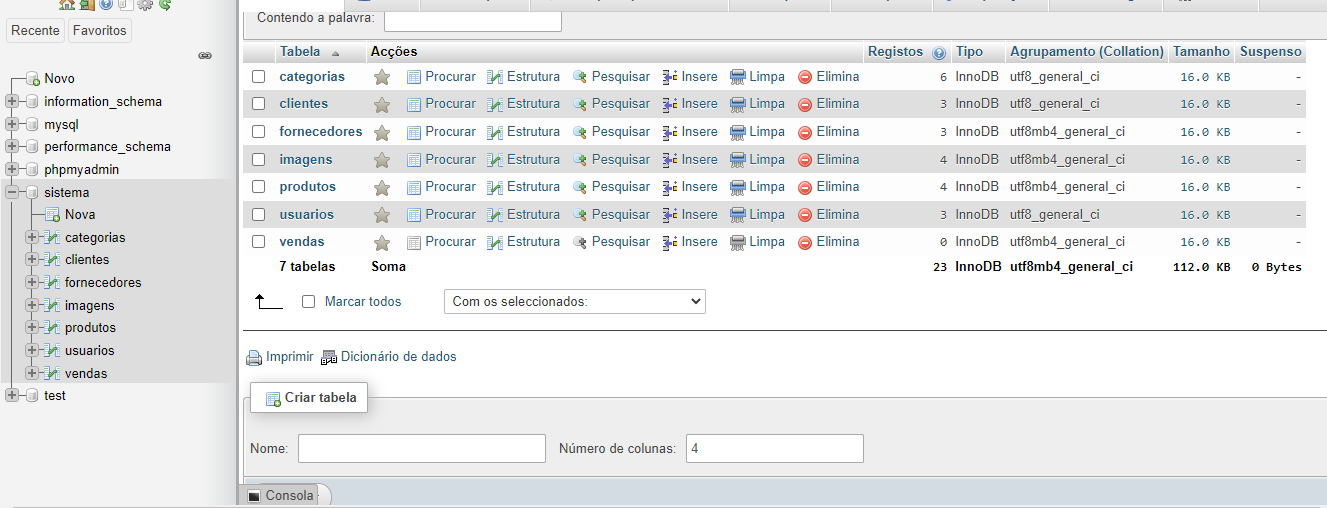 Contendo a palavra:
Recente Favoritos
Novo
information_schema
mysql
performance_schema
phpmyadmin
sistema
Nova
categorias
clientes
fornecedores
imagens
produtos
usuarios
vendas
test
Tabela Acções Registos Tipo Agrupamento (Collation) Tamanho Suspenso
categorias Procurar Estrutura Pesquisar Insere Limpa Elimina 6 InnoDB utf8_general_ci 16.0 KB -
clientes Procurar Estrutura Pesquisar Insere Limpa Elimina 3 InnoDB utf8_general_ci 16.0 KB -
fornecedores Procurar Estrutura Pesquisar Insere Limpa Elimina 3 InnoDB utf8mb4_general_ci 16.0 KB -
imagens Procurar Estrutura Pesquisar Insere Limpa Elimina 4 InnoDB utf8mb4_general_ci 16.0 KB -
produtos Procurar Estrutura Pesquisar Insere Limpa Elimina 4 InnoDB utf8mb4_general_ci 16.0 KB -
usuarios Procurar Estrutura Pesquisar Insere Limpa Elimina 3 InnoDB utf8_general_ci 16.0 KB -
vendas Procurar Estrutura Pesquisar Insere Limpa Elimina 0 InnoDB utf8mb4_general_ci 16.0 KB -
7 tabelas Soma 23 InnoDB utf8mb4_general_ci 112.0 KB 0 Bytes
Marcar todos Com os seleccionados:
Imprimir Dicionário de dados
Criar tabela
Nome: Número de colunas: 4
Consola